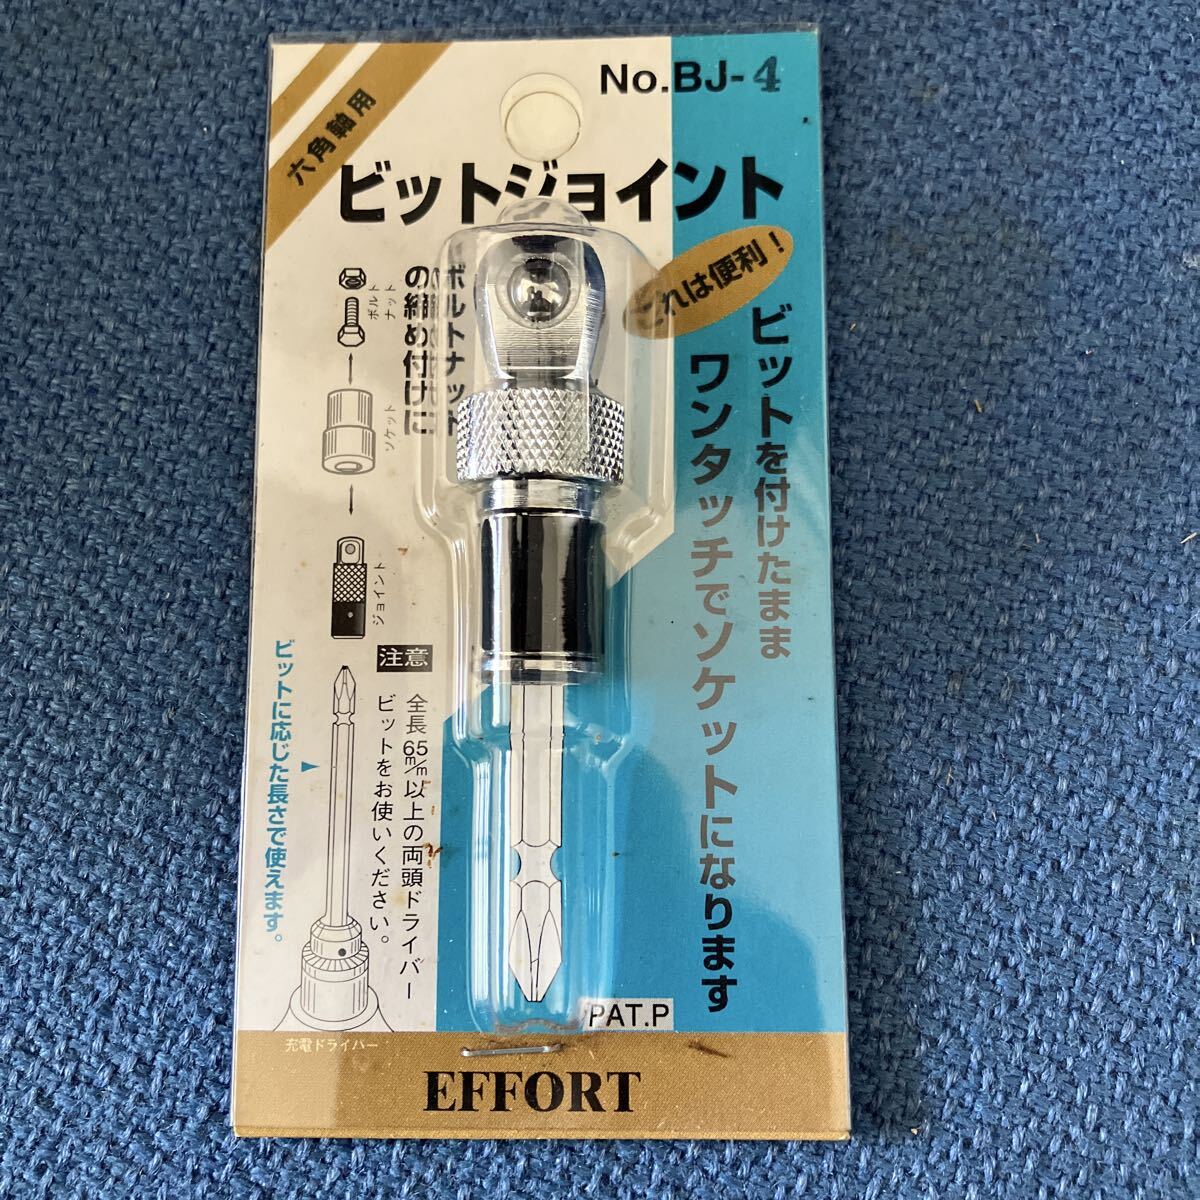 No.BJ-4
六角軸用
ビットジョイント
これは便利！
ビットを付けたまま
ワンタッチでソケットになります
ボルトナット
の締め付けに
ボルト
ナット
ソケット
ジョイント
注意
全長65m/m以上の両頭ドライバー
ビットをお使いください。
ビットに応じた長さで使えます。
充電ドライバー
PAT.P
EFFORT